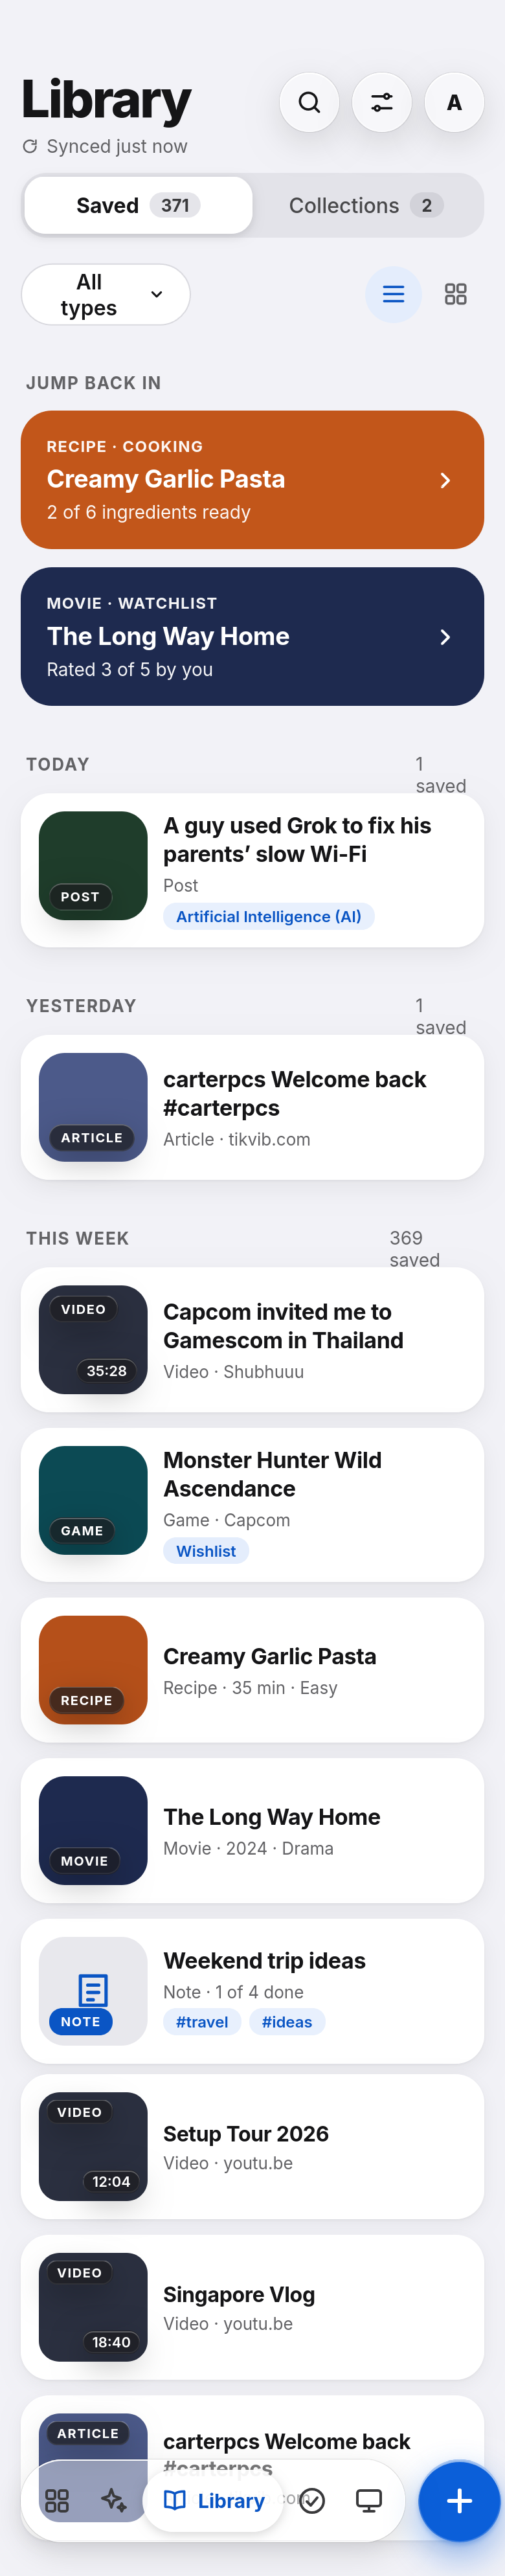 Library
A
Synced just now
Saved 371
Collections 2
All
types
JUMP BACK IN
RECIPE · COOKING
Creamy Garlic Pasta
2 of 6 ingredients ready
MOVIE · WATCHLIST
The Long Way Home
Rated 3 of 5 by you
TODAY
1
saved
POST
A guy used Grok to fix his
parents’ slow Wi-Fi
Post
Artificial Intelligence (AI)
YESTERDAY
1
saved
ARTICLE
carterpcs Welcome back
#carterpcs
Article · tikvib.com
THIS WEEK
369
saved
VIDEO
35:28
Capcom invited me to
Gamescom in Thailand
Video · Shubhuuu
GAME
Monster Hunter Wild
Ascendance
Game · Capcom
Wishlist
RECIPE
Creamy Garlic Pasta
Recipe · 35 min · Easy
MOVIE
The Long Way Home
Movie · 2024 · Drama
NOTE
Weekend trip ideas
Note · 1 of 4 done
#travel #ideas
VIDEO
12:04
Setup Tour 2026
Video · youtu.be
VIDEO
18:40
Singapore Vlog
Video · youtu.be
ARTICLE
carterpcs Welcome back
#carterpcs
.com
Library